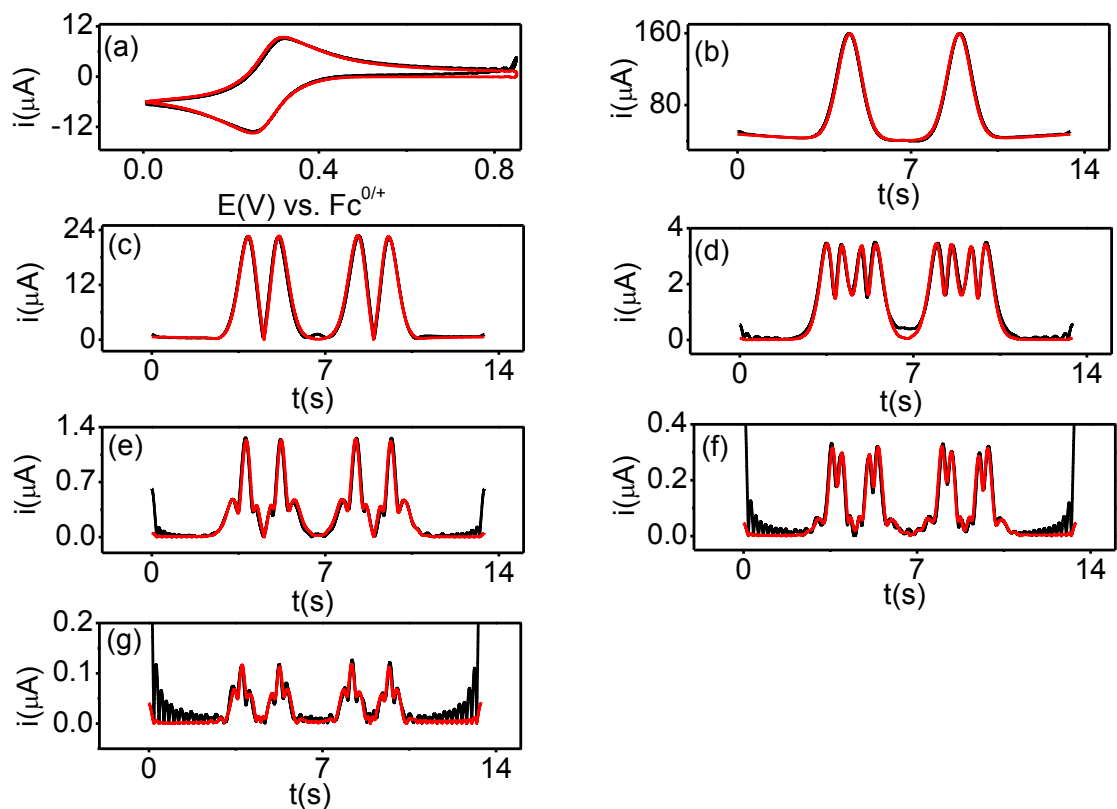 (a)
i(μA)
12
0
-12
0.0 0.4 0.8
E(V) vs. Fc0/+
(b)
i(μA)
160
80
0 7 14
t(s)
(c)
i(μA)
24
12
0
0 7 14
t(s)
(d)
i(μA)
4
2
0
0 7 14
t(s)
(e)
i(μA)
1.4
0.7
0.0
0 7 14
t(s)
(f)
i(μA)
0.4
0.2
0.0
0 7 14
t(s)
(g)
i(μA)
0.2
0.1
0.0
0 7 14
t(s)